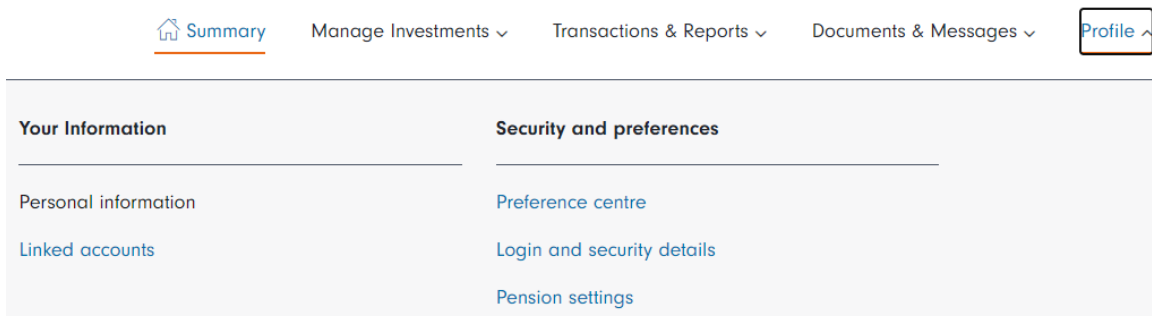 Summary Manage Investments Transactions & Reports Documents & Messages Profile
Your Information
Personal information
Linked accounts
Security and preferences
Preference centre
Login and security details
Pension settings